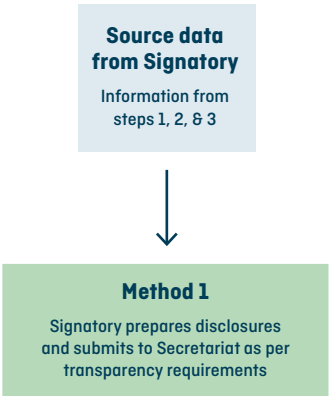 Source data
from Signatory
Information from
steps 1, 2, & 3
Method 1
Signatory prepares disclosures
and submits to Secretariat as per
transparency requirements